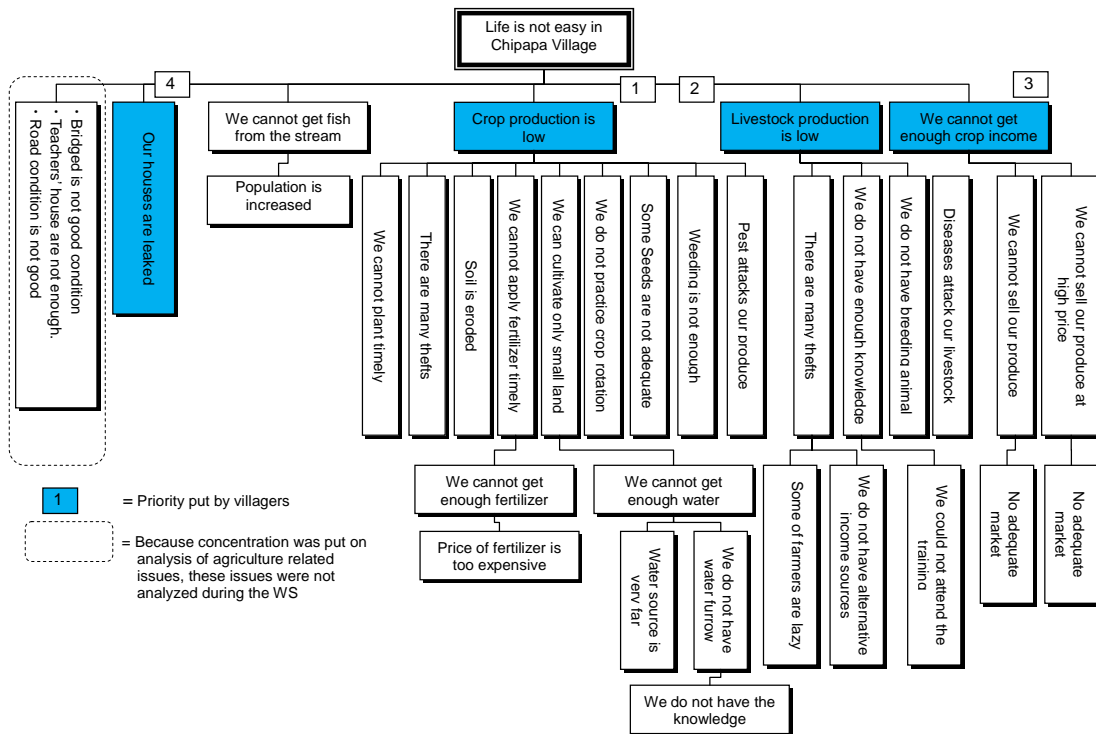 Life is not easy in
Chipapa Village
4
1
2
3
• Bridged is not good condition
• Teachers' house are not enough.
• Road condition is not good
Our houses are leaked
We cannot get fish
from the stream
Crop production is
low
Livestock production
is low
We cannot get
enough crop income
Population is
increased
We cannot plant timely
There are many thefts
Soil is eroded
We cannot apply fertilizer timely
We can cultivate only small land
We do not practice crop rotation
Some Seeds are not adequate
Weeding is not enough
Pest attacks our produce
There are many thefts
We do not have enough knowledge
We do not have breeding animal
Diseases attack our livestock
We cannot sell our produce
We cannot sell our produce at
high price
We cannot get
enough fertilizer
We cannot get
enough water
Price of fertilizer is
too expensive
Water source is
very far
We do not have
water furrow
We do not have the
knowledge
Some of farmers are lazy
We do not have alternative
income sources
We could not attend the
training
No adequate
market
No adequate
market
1
= Priority put by villagers
= Because concentration was put on
analysis of agriculture related
issues, these issues were not
analyzed during the WS